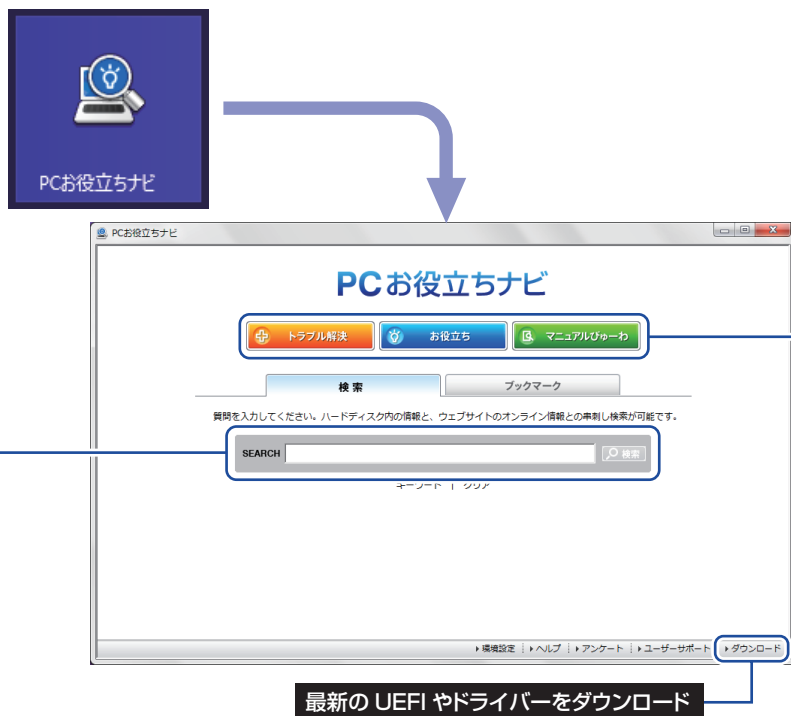 PCお役立ちナビ
PCお役立ちナビ
PCお役立ちナビ
トラブル解決 お役立ち マニュアルびゅーわ
検索 ブックマーク
質問を入力してください。ハードディスク内の情報と、ウェブサイトのオンライン情報との串刺し検索が可能です。
SEARCH 検索
キーワード | クリア
環境設定 ヘルプ アンケート ユーザーサポート ダウンロード
最新の UEFI やドライバーをダウンロード